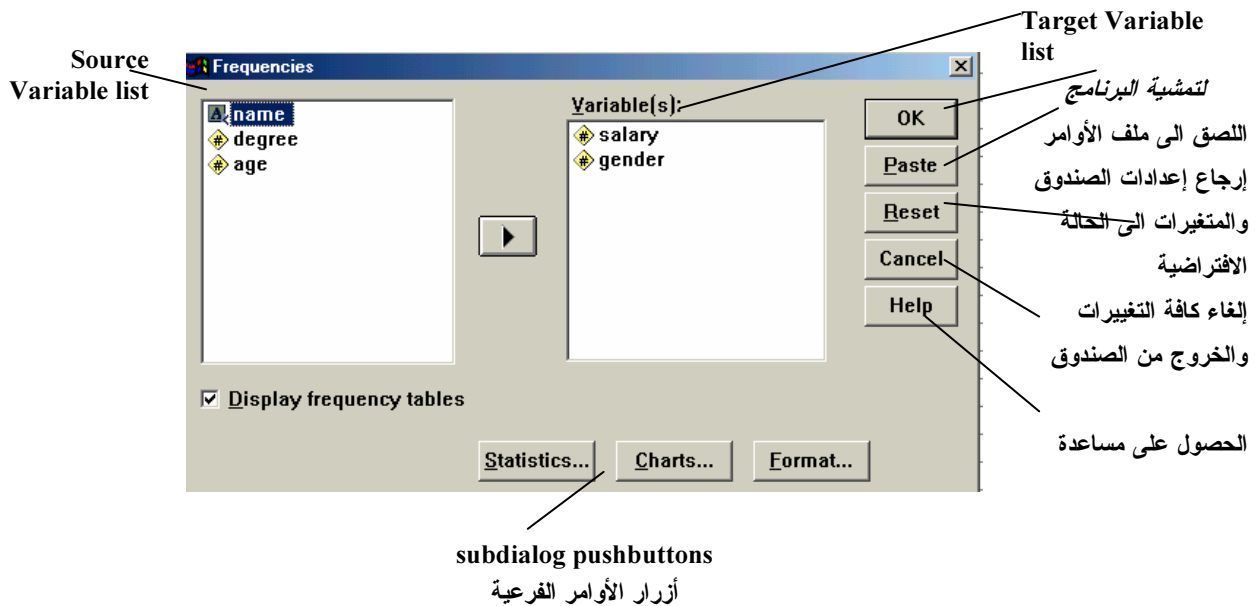 Target Variable
list
Source
Variable list
Frequencies
name
degree
age
Variable(s):
salary
gender
OK
Paste
Reset
Cancel
Help
لتمشية البرنامج
اللصق الى ملف الأوامر
إرجاع إعدادات الصندوق
والمتغيرات الى الحالة
الافتراضية
إلغاء كافة التغييرات
والخروج من الصندوق
الحصول على مساعدة
Display frequency tables
Statistics...
Charts...
Format...
subdialog pushbuttons
أزرار الأوامر الفرعية